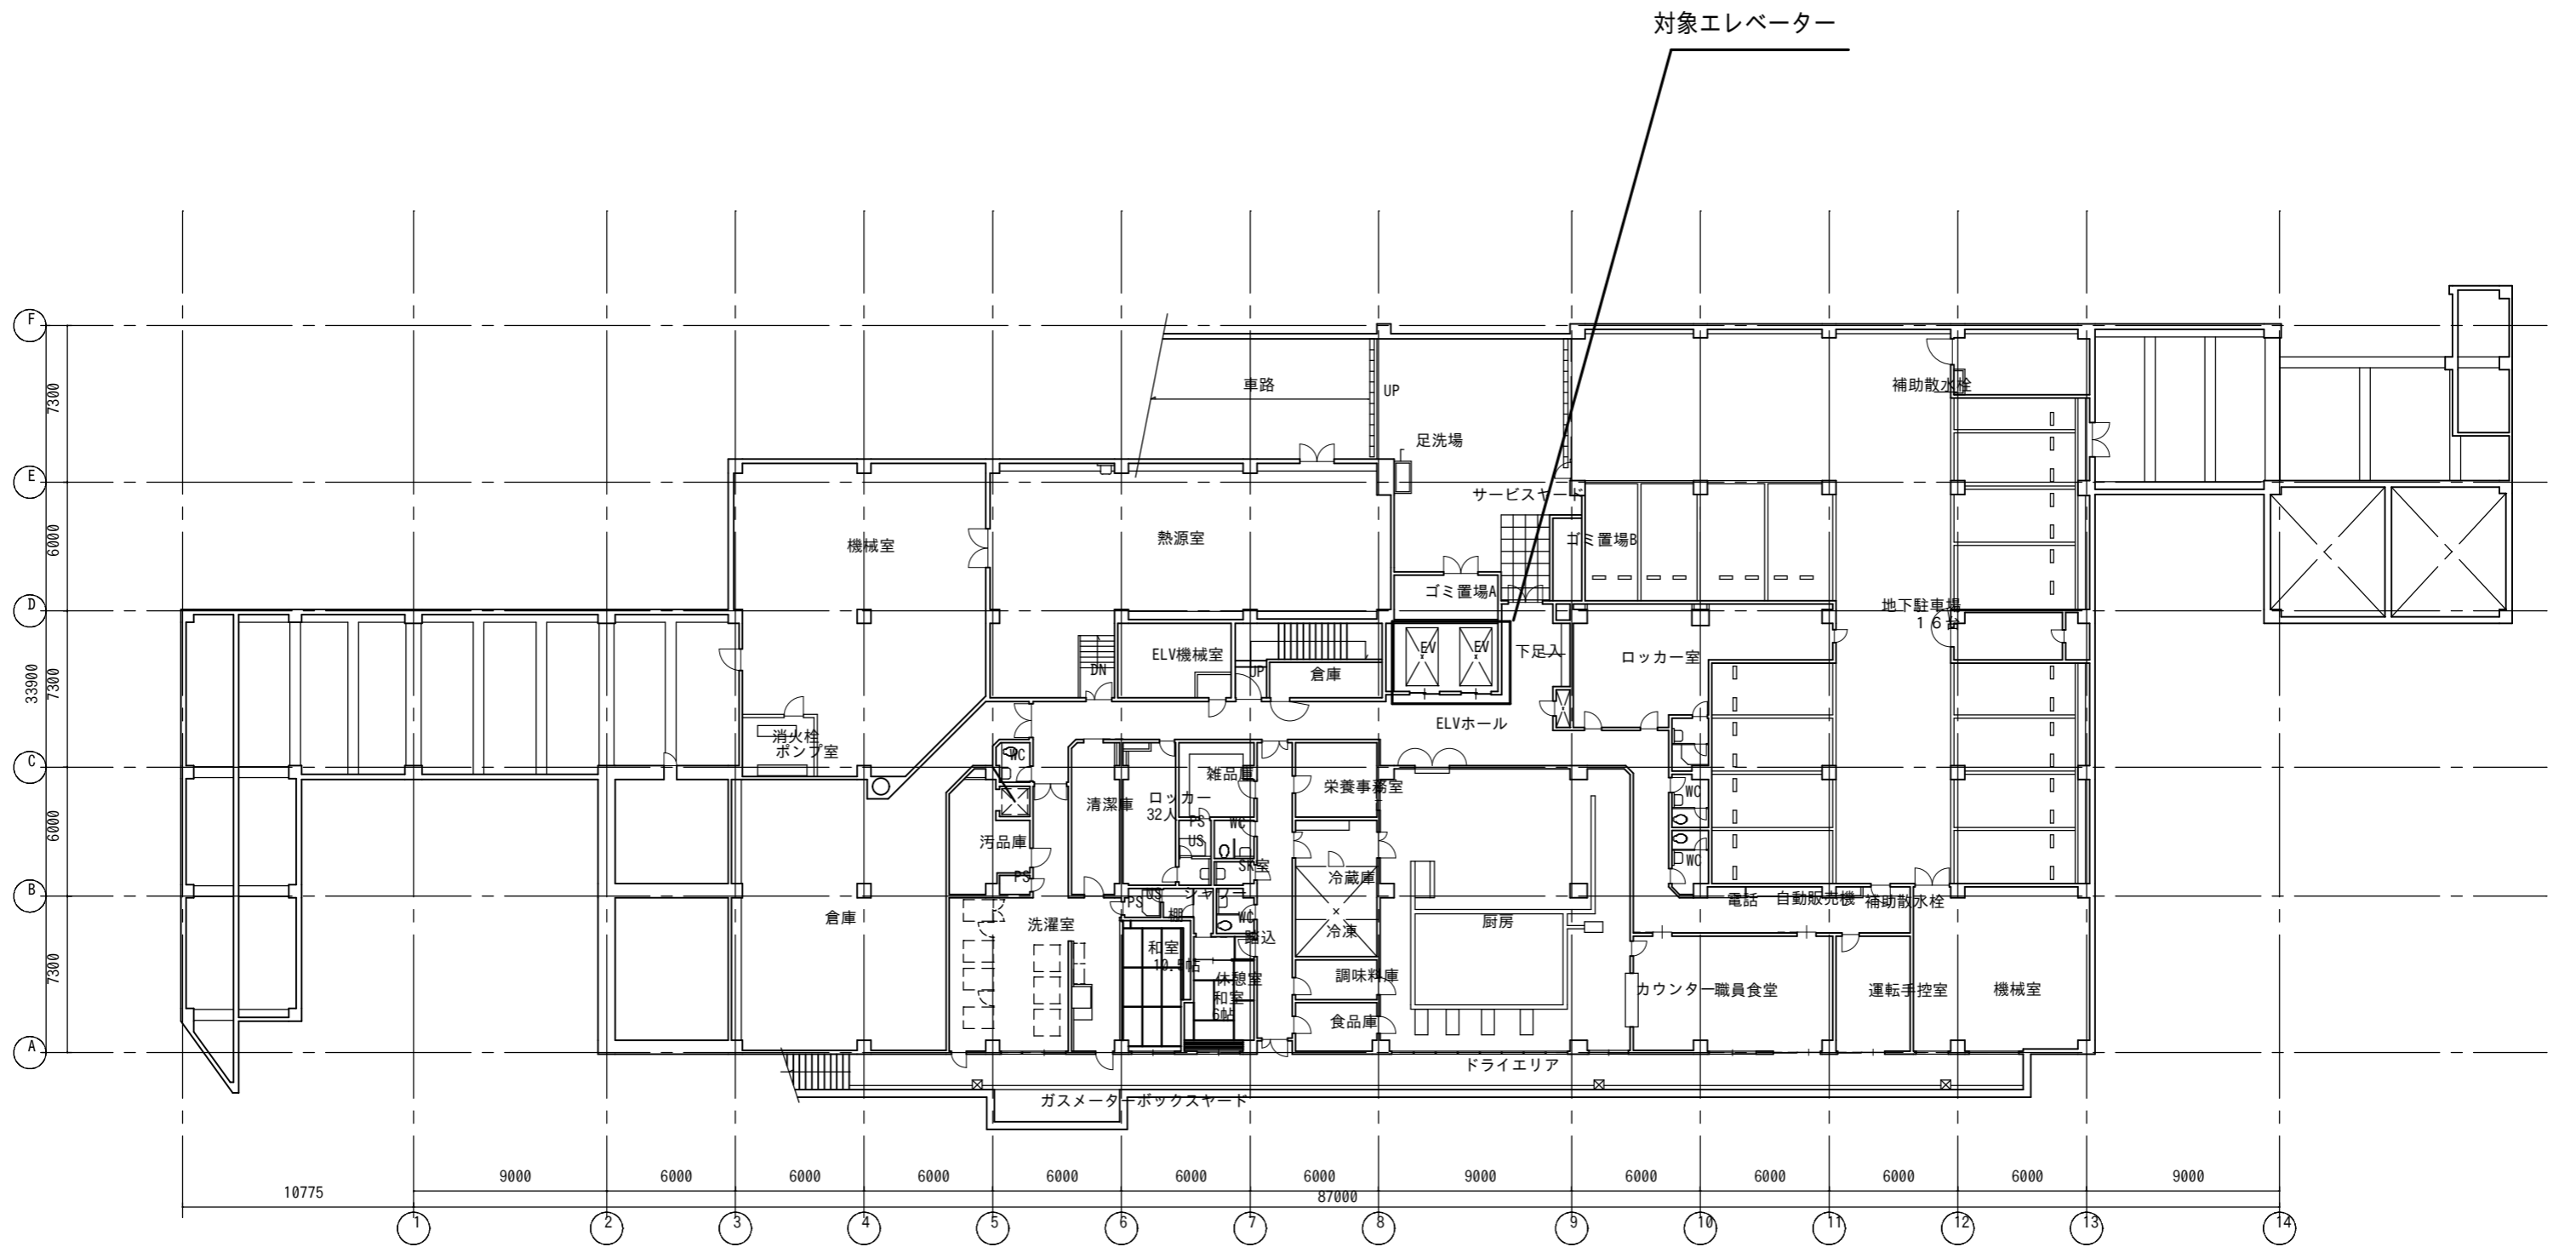 対象エレベーター
F
7300
車路
UP
補助散水栓
足洗場
E
サービスヤード
6000
機械室
熱源室
ゴミ置場B
ゴミ置場A
D
地下駐車場
16台
33900
7300
ELV機械室
DN
UP
倉庫
EV
EV
下足入
ロッカー室
ELVホール
消火栓
ポンプ室
WC
C
雑品庫
栄養事務室
清潔庫
ロッカー
32人
WC
6000
PS
WC
US
汚品庫
SK室
WC
PS
冷蔵庫
B
US
シャワー
PS
棚
電話
自動販売機
補助散水栓
倉庫
洗濯室
WC
踏込
冷凍
厨房
和室
10.5帖
7300
休憩室
調味料庫
和室
6帖
カウンター
職員食堂
運転手控室
機械室
食品庫
A
ドライエリア
ガスメーターボックスヤード
9000
6000
6000
6000
6000
6000
6000
9000
6000
6000
6000
6000
9000
10775
87000
1
2
3
4
5
6
7
8
9
10
11
12
13
14